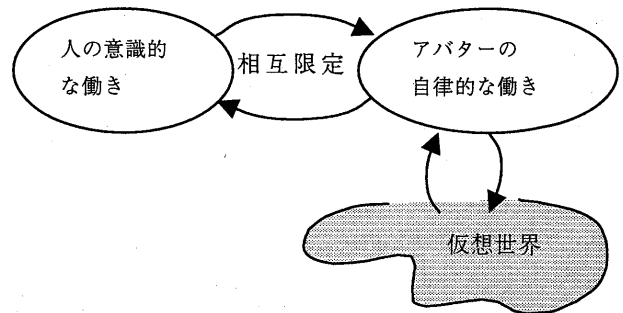 人の意識的
な働き
相互限定
アバターの
自律的な働き
仮想世界